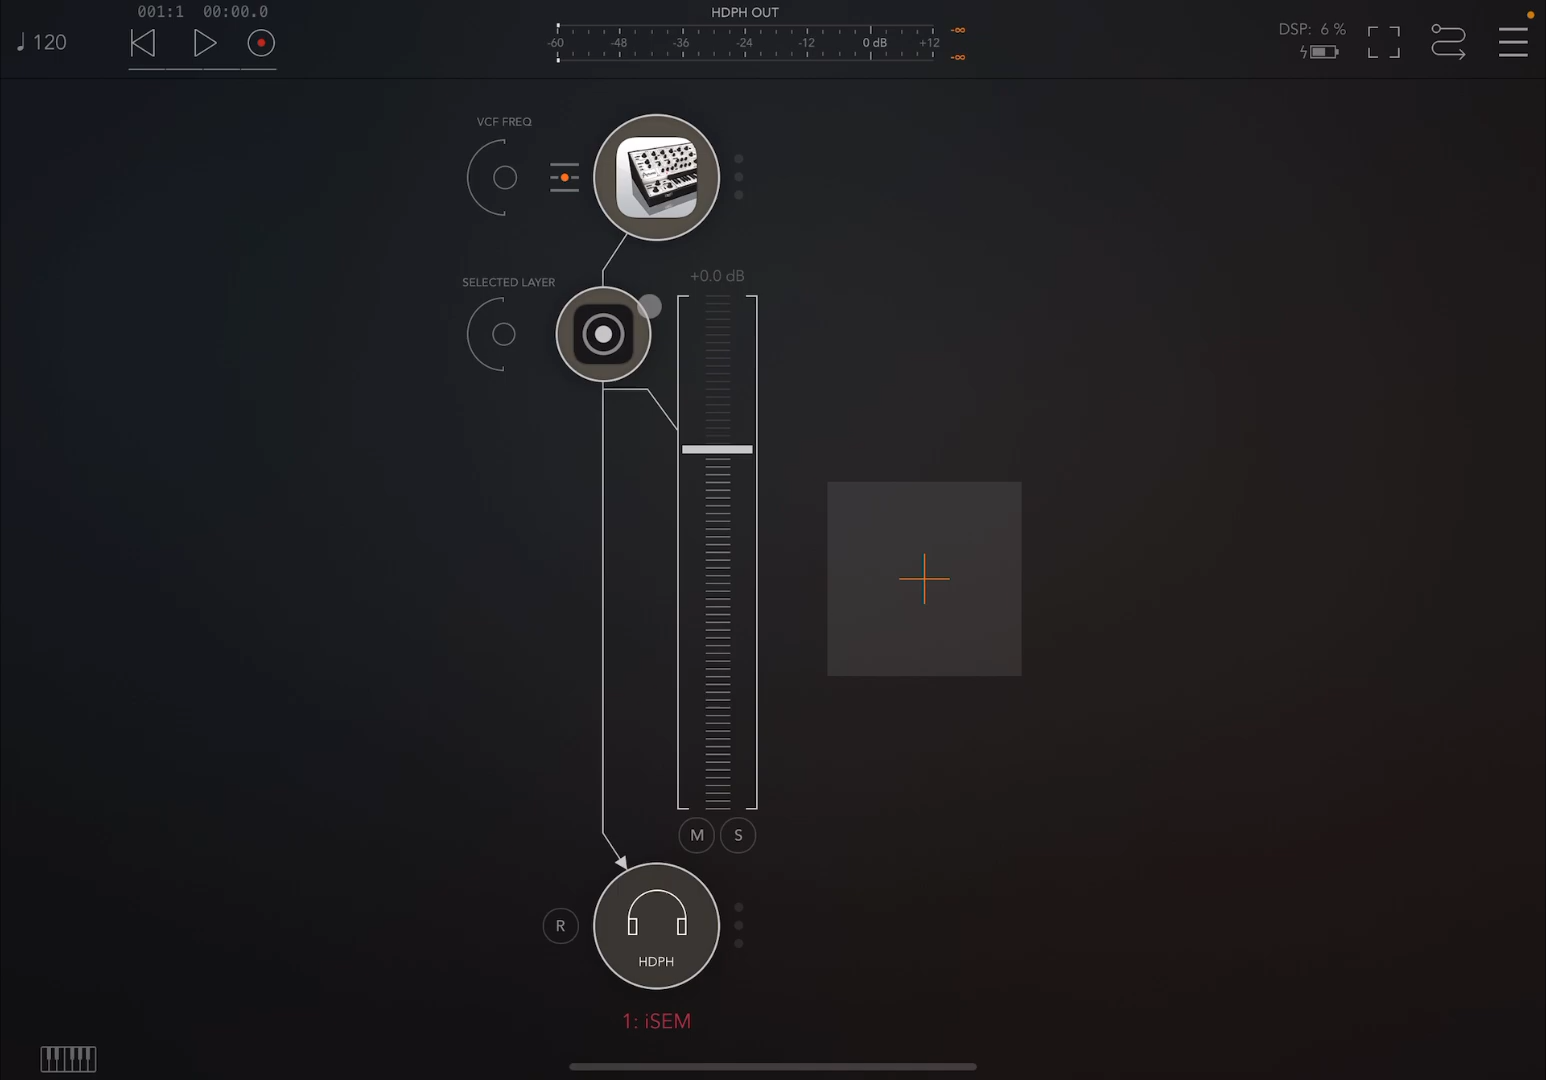 001:1 00:00.0
HDPH OUT
120
-60 -48 -36 -24 -12 0 dB +12
-∞
-∞
DSP: 6 %
VCF FREQ
SELECTED LAYER
+0.0 dB
M S
R
HDPH
1: iSEM